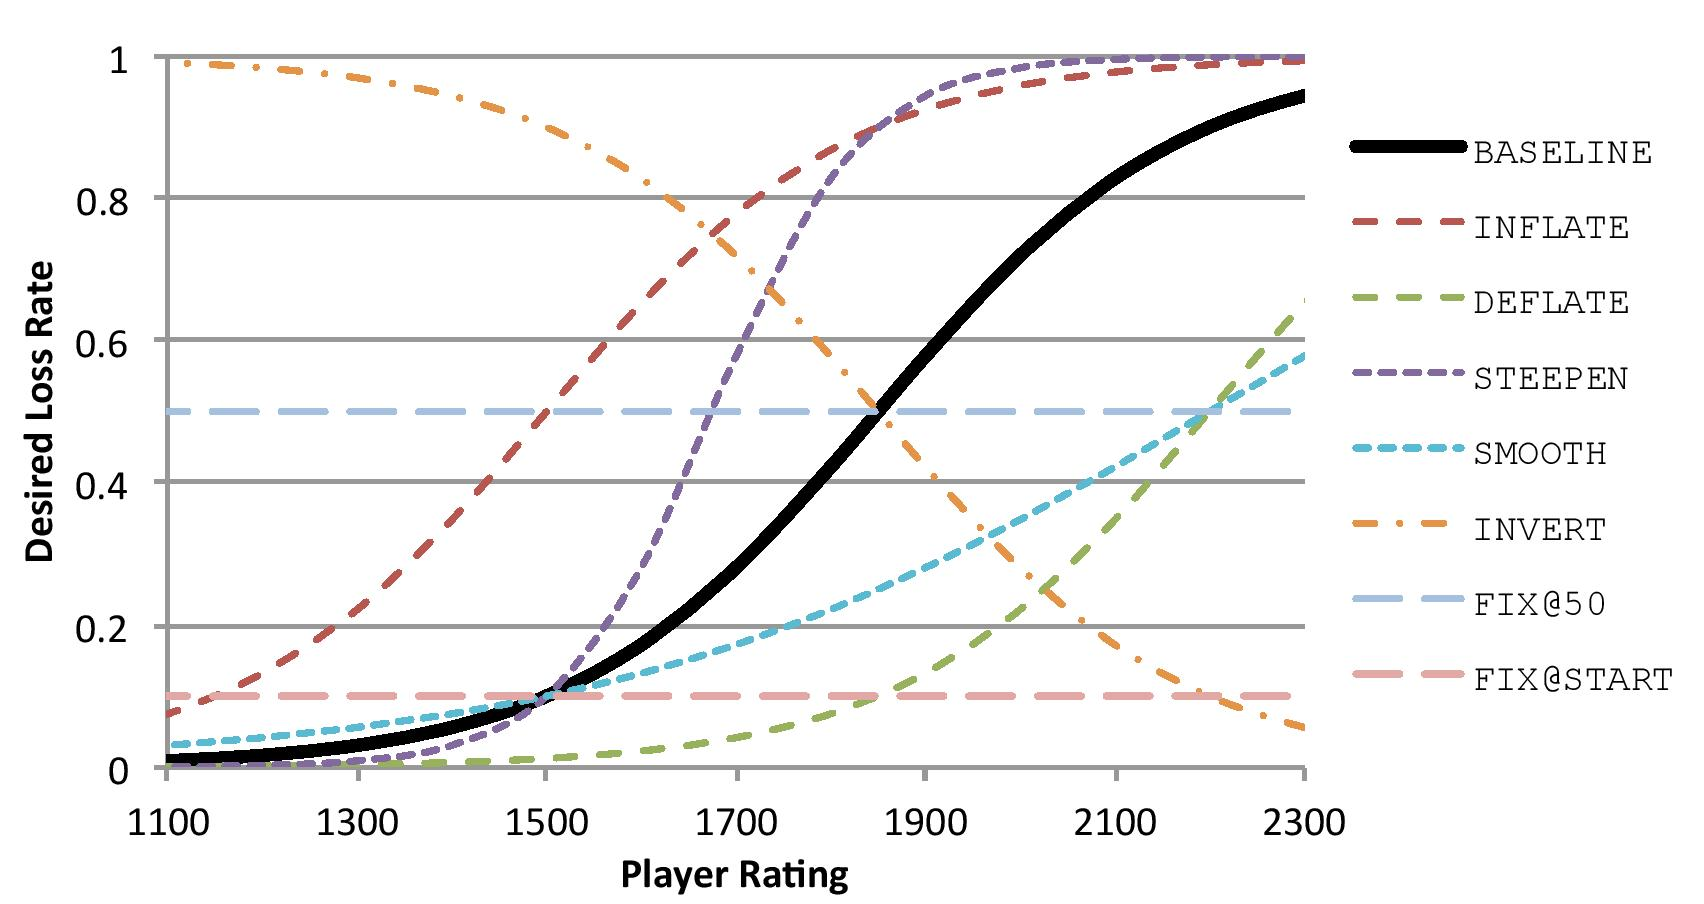 1
0.8
0.6
0.4
0.2
0
Desired Loss Rate
1100 1300 1500 1700 1900 2100 2300
Player Rating
BASELINE
INFLATE
DEFLATE
STEEPEN
SMOOTH
INVERT
FIX@50
FIX@START